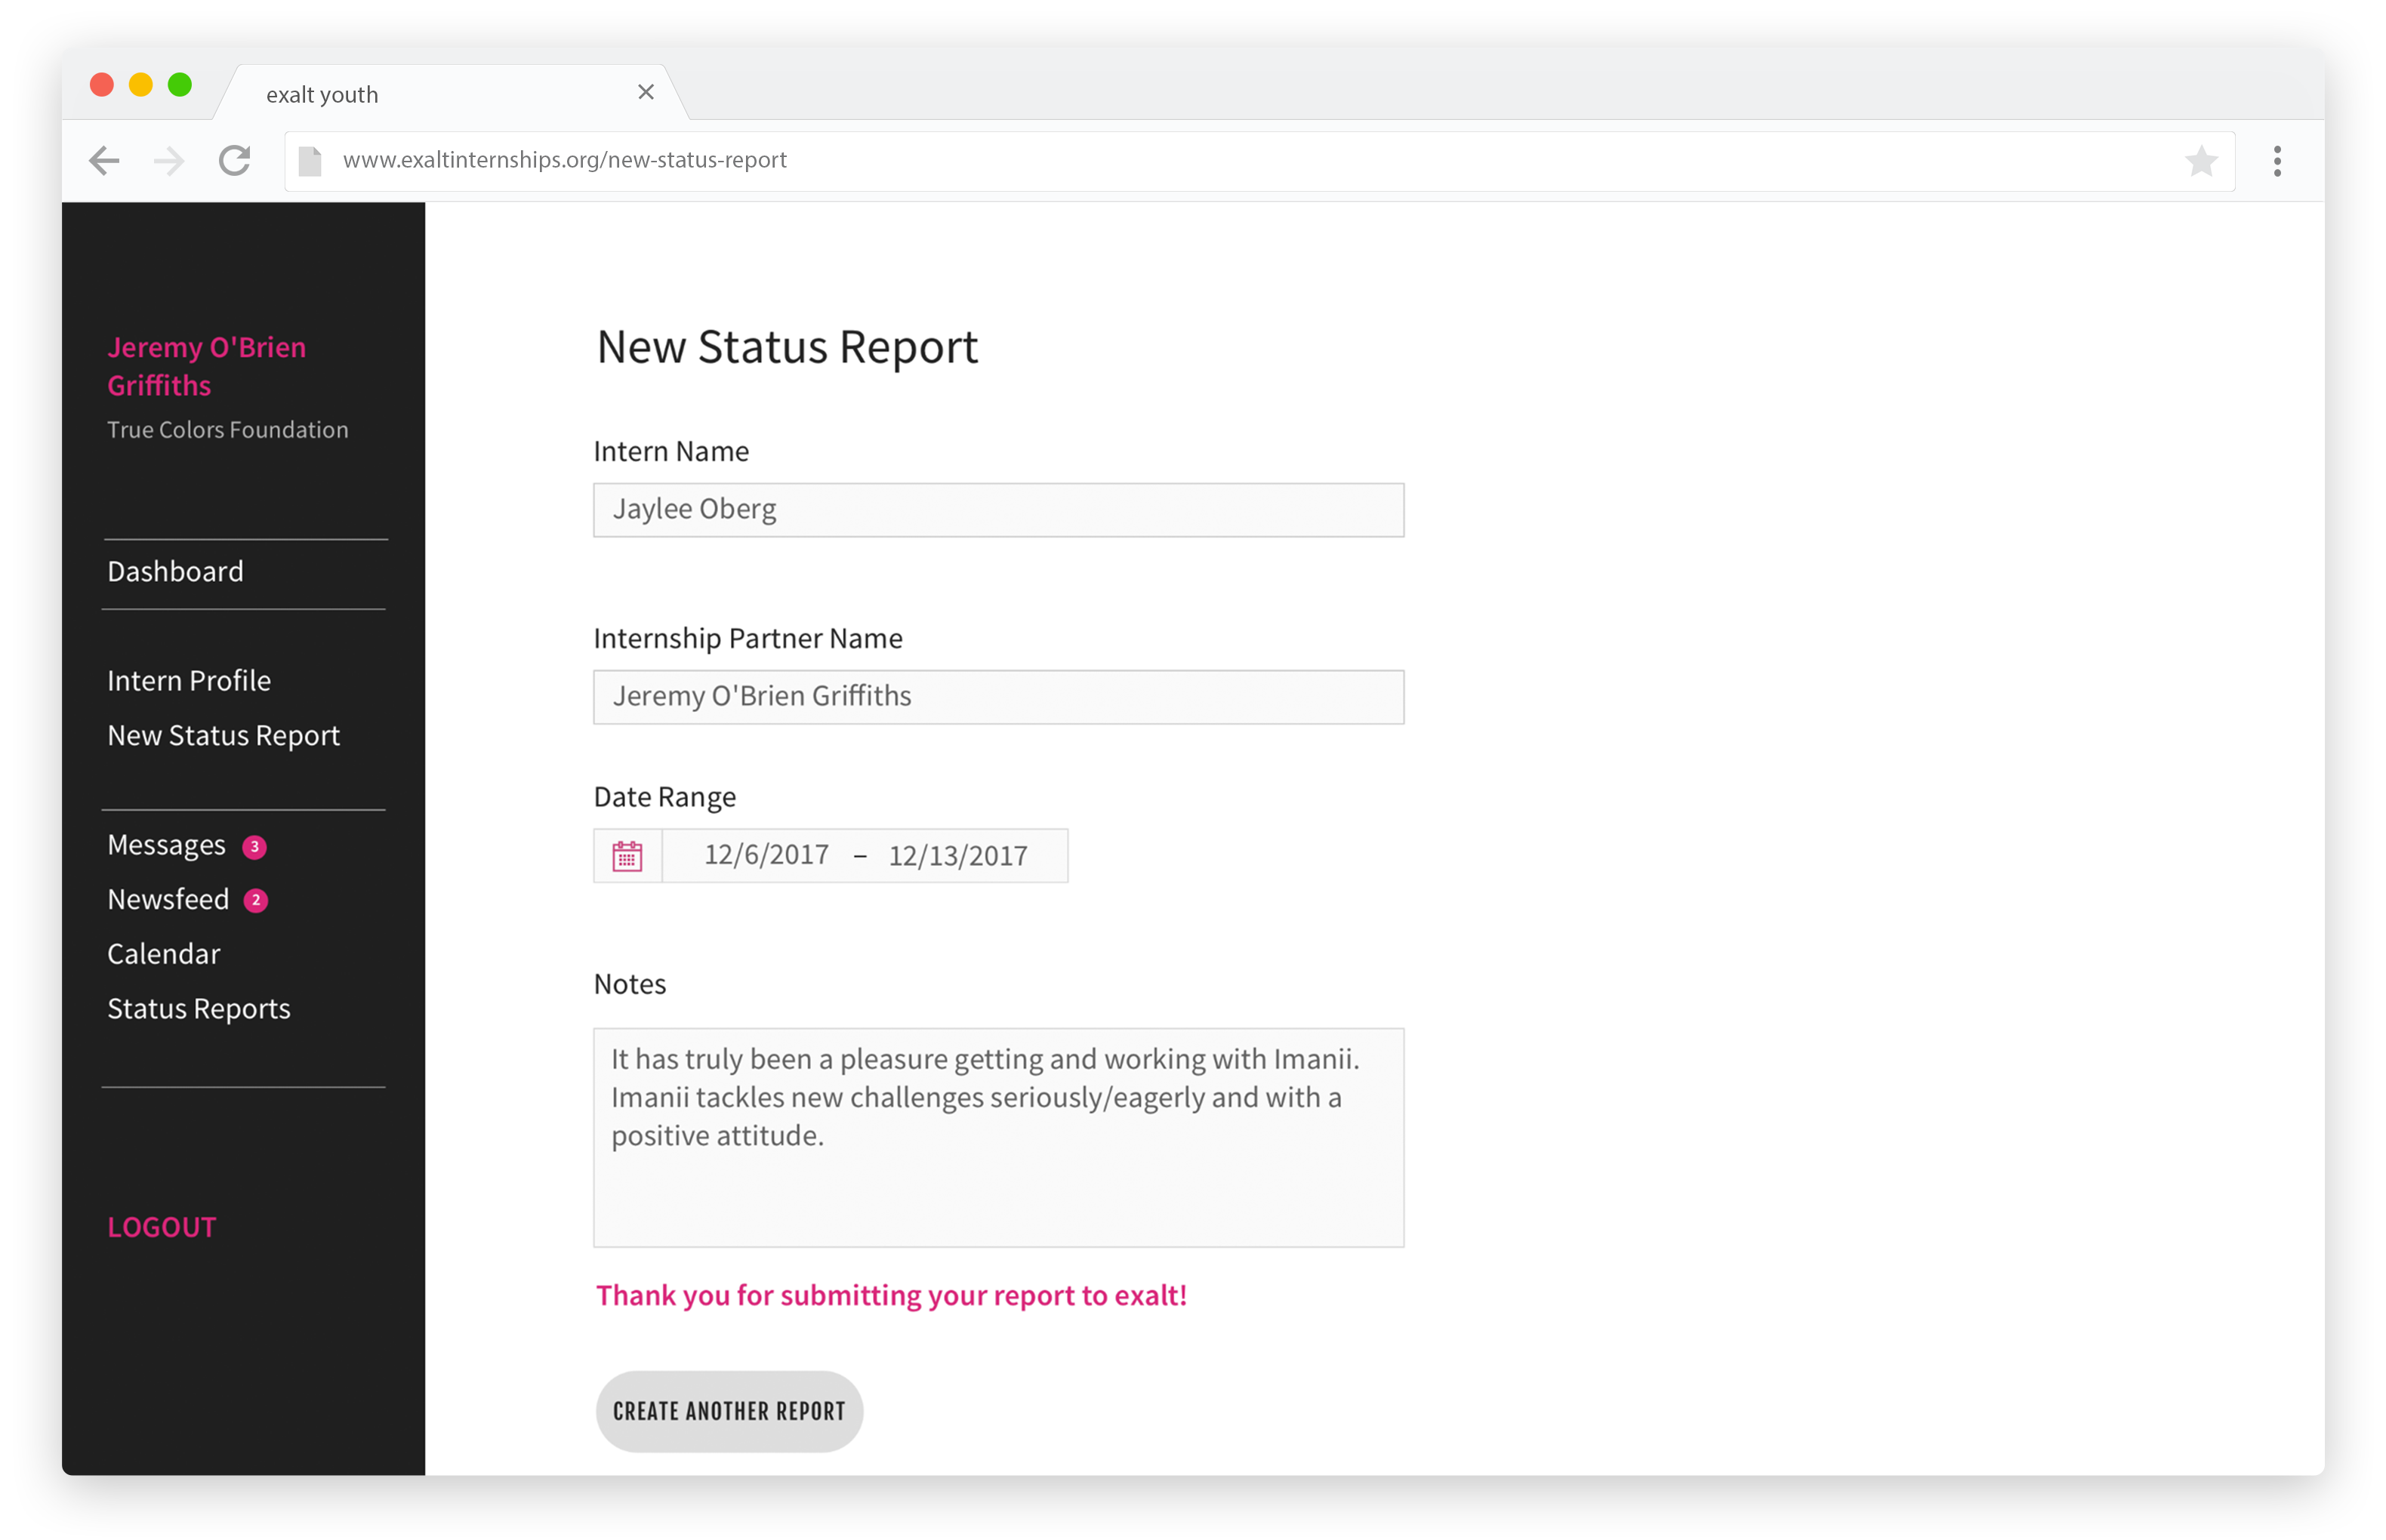 exalt youth
www.exaltinternships.org/new-status-report
Jeremy O'Brien
Griffiths
True Colors Foundation
Dashboard
Intern Profile
New Status Report
Messages 3
Newsfeed 2
Calendar
Status Reports
LOGOUT
New Status Report
Intern Name
Jaylee Oberg
Internship Partner Name
Jeremy O'Brien Griffiths
Date Range
12/6/2017 – 12/13/2017
Notes
It has truly been a pleasure getting and working with Imanii.
Imanii tackles new challenges seriously/eagerly and with a
positive attitude.
Thank you for submitting your report to exalt!
CREATE ANOTHER REPORT